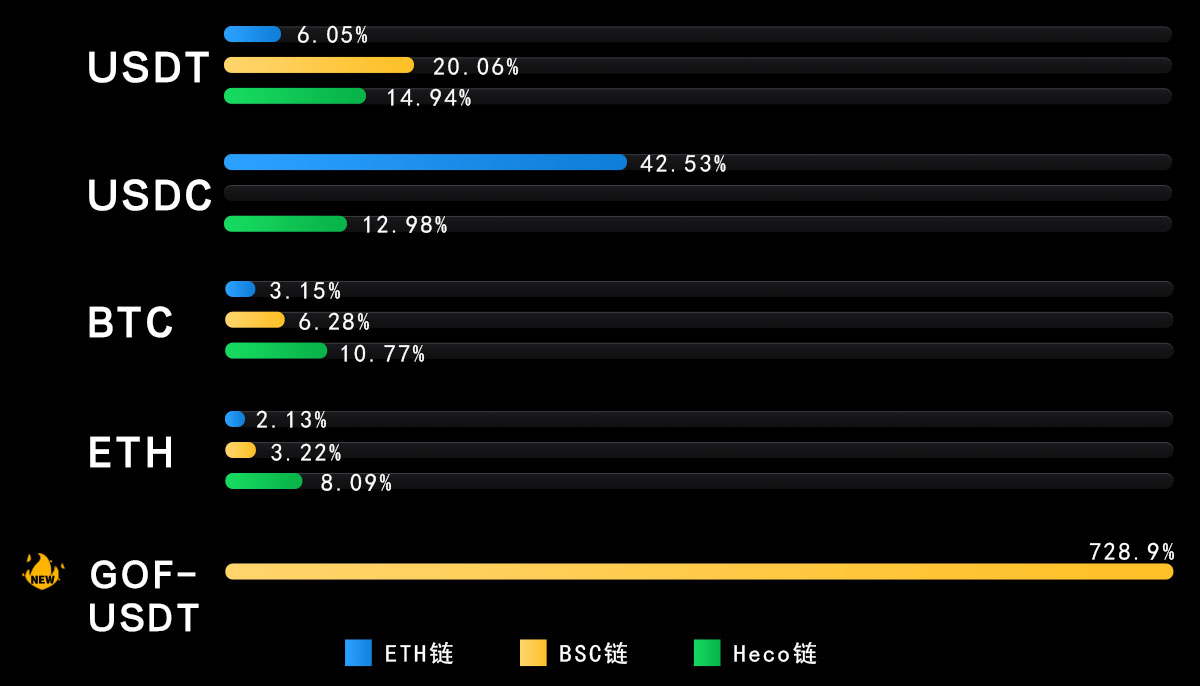 6.05%
USDT
20.06%
14.94%
42.53%
USDC
12.98%
3.15%
BTC
6.28%
10.77%
2.13%
ETH
3.22%
8.09%
728.9%
NEW
GOF-
USDT
ETH链 BSC链 Heco链